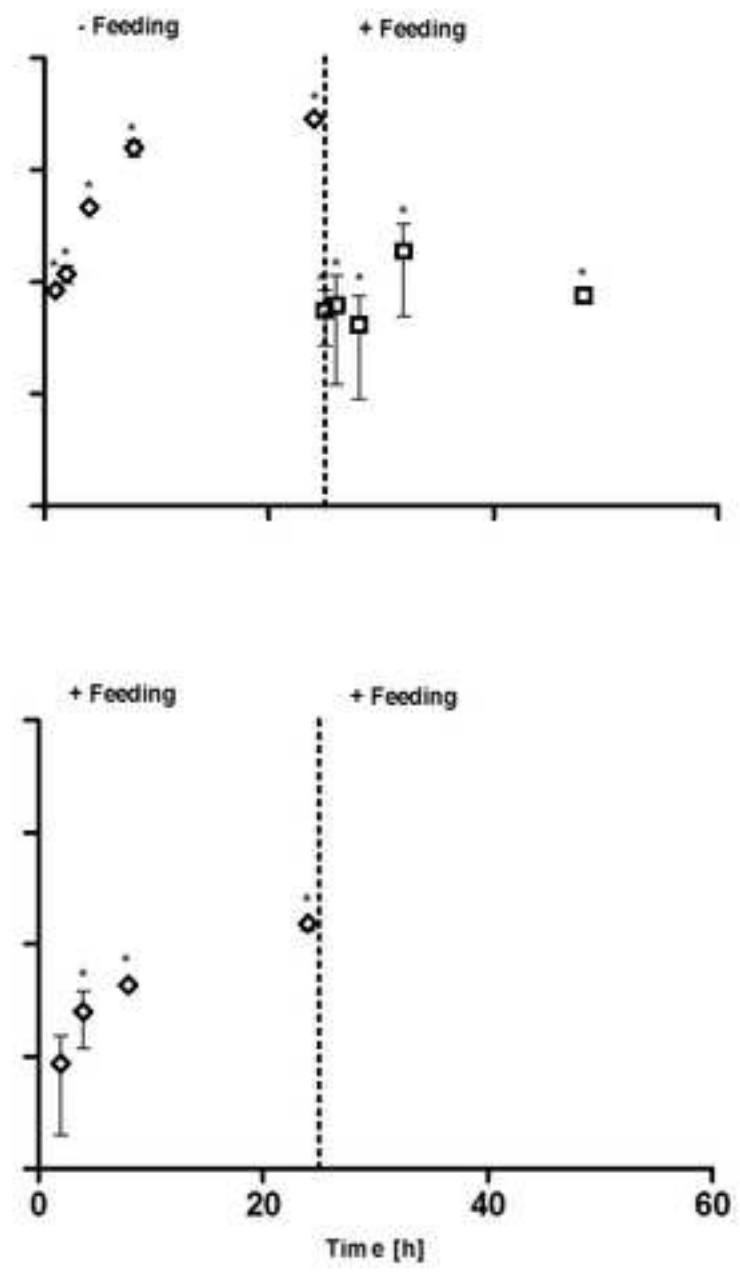 - Feeding + Feeding
* * * * * * * * * *
+ Feeding + Feeding
* * *
0 20 40 60
Time [h]